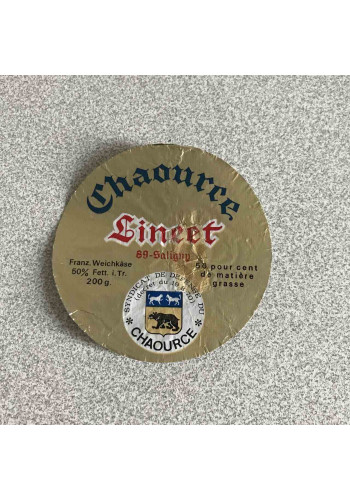 Chaource
Lincet
89-Saligny
Franz. Weichkäse
50% Fett. i. Tr.
200 g.
50 pour cent
de matière
grasse
SYNDICAT DE DEFENSE DU
CHAOURCE